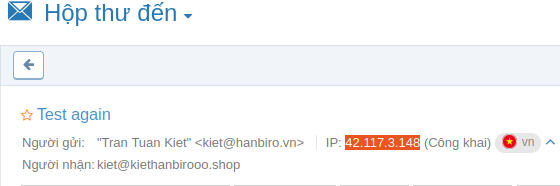 Hộp thư đến
Test again
Người gửi: "Tran Tuan Kiet" <kiet@hanbiro.vn> IP: 42.117.3.148 (Công khai) vn
Người nhận: kiet@kiethanbirooo.shop